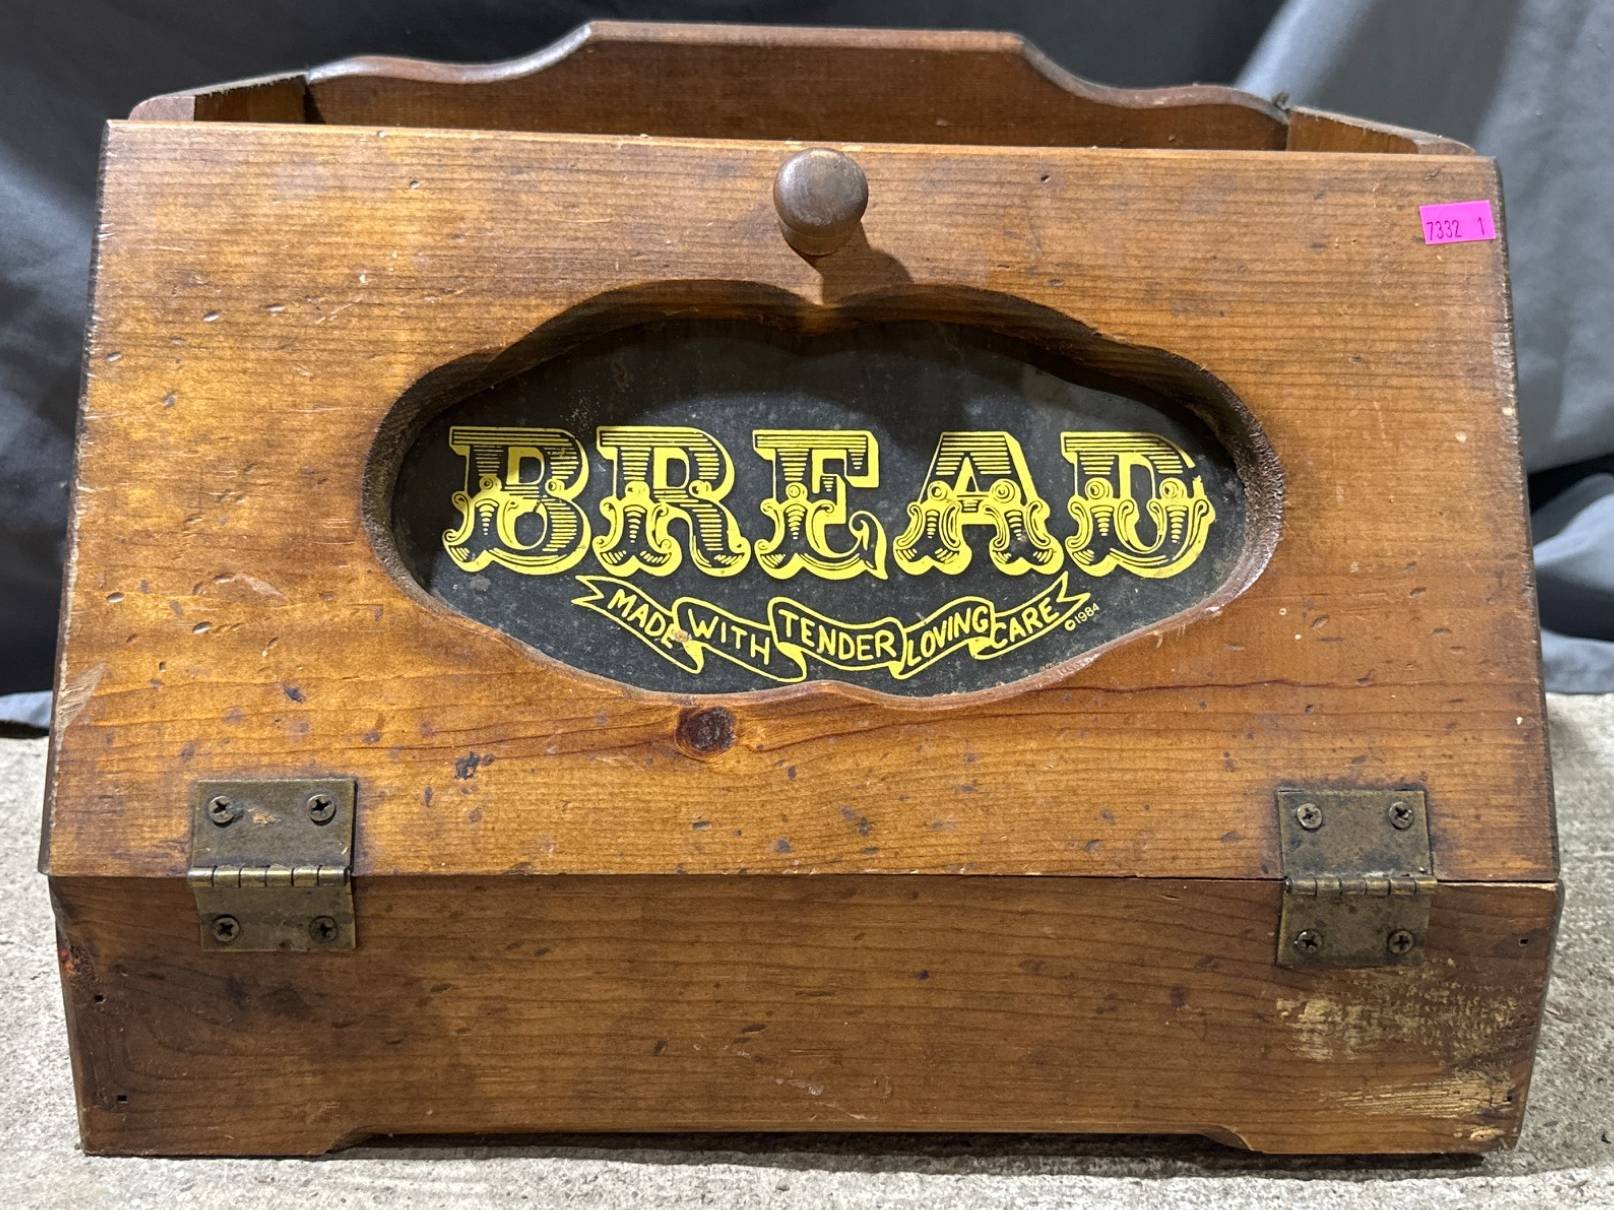 7332 1
BREAD
MADE WITH TENDER LOVING CARE
©1984